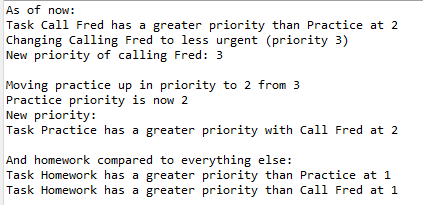 As of now:
Task Call Fred has a greater priority than Practice at 2
Changing Calling Fred to less urgent (priority 3)
New priority of calling Fred: 3
Moving practice up in priority to 2 from 3
Practice priority is now 2
New priority:
Task Practice has a greater priority with Call Fred at 2
And homework compared to everything else:
Task Homework has a greater priority than Practice at 1
Task Homework has a greater priority than Call Fred at 1